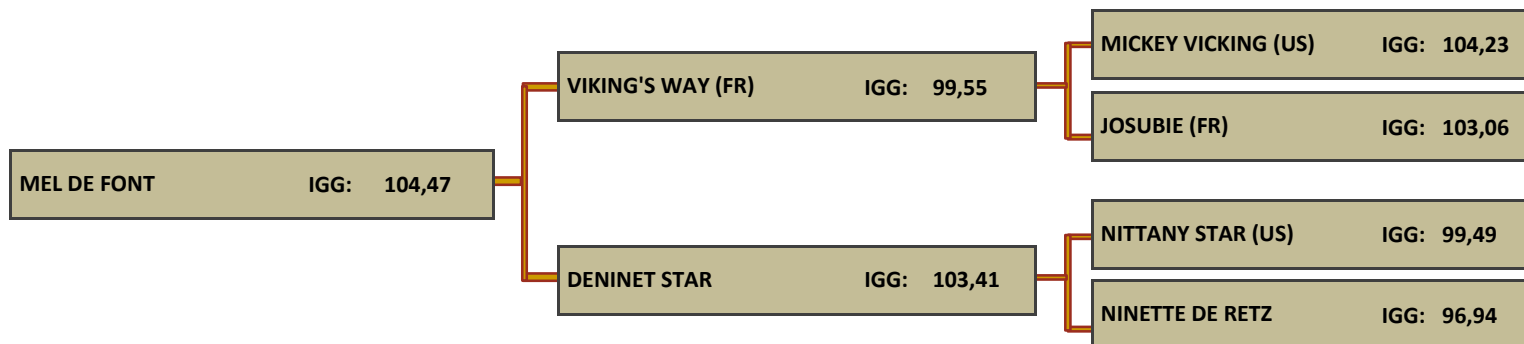 MICKEY VICKING (US) IGG: 104,23
VIKING'S WAY (FR) IGG: 99,55
JOSUBIE (FR) IGG: 103,06
MEL DE FONT IGG: 104,47
NITTANY STAR (US) IGG: 99,49
DENINET STAR IGG: 103,41
NINETTE DE RETZ IGG: 96,94